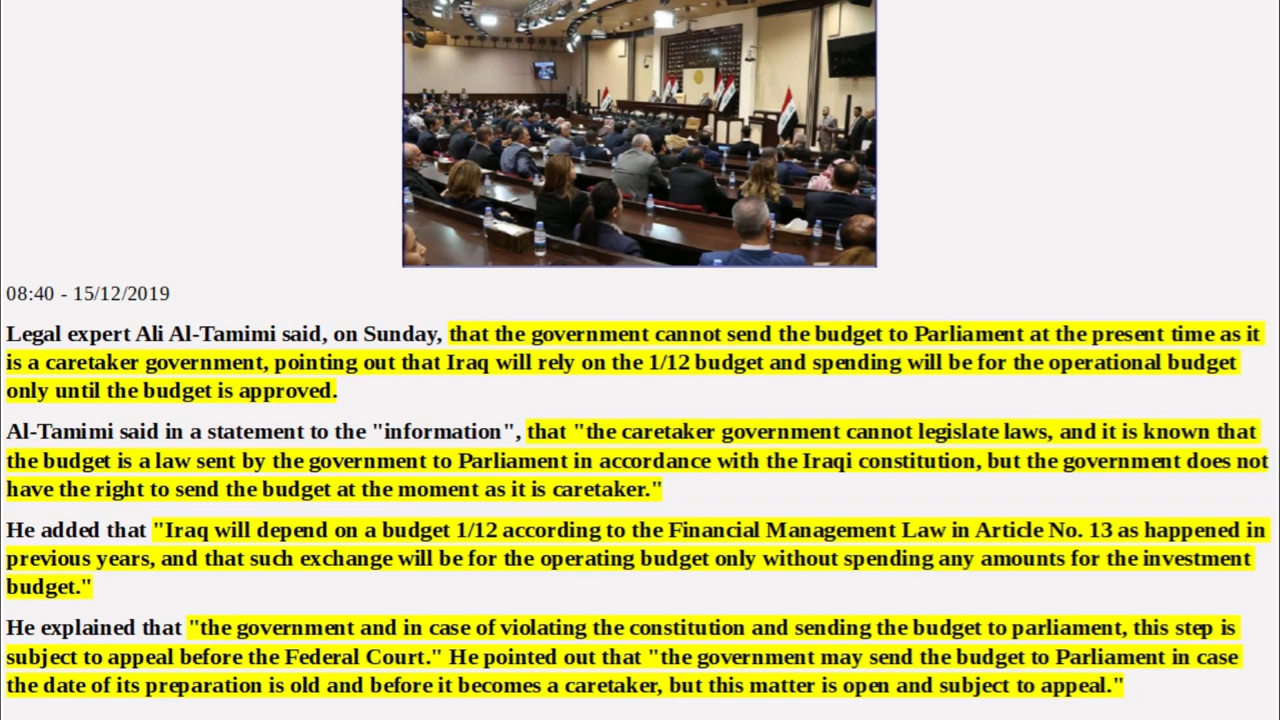 08:40 - 15/12/2019
Legal expert Ali Al-Tamimi said, on Sunday, that the government cannot send the budget to Parliament at the present time as it
is a caretaker government, pointing out that Iraq will rely on the 1/12 budget and spending will be for the operational budget
only until the budget is approved.
Al-Tamimi said in a statement to the "information", that "the caretaker government cannot legislate laws, and it is known that
the budget is a law sent by the government to Parliament in accordance with the Iraqi constitution, but the government does not
have the right to send the budget at the moment as it is caretaker."
He added that "Iraq will depend on a budget 1/12 according to the Financial Management Law in Article No. 13 as happened in
previous years, and that such exchange will be for the operating budget only without spending any amounts for the investment
budget."
He explained that "the government and in case of violating the constitution and sending the budget to parliament, this step is
subject to appeal before the Federal Court." He pointed out that "the government may send the budget to Parliament in case
the date of its preparation is old and before it becomes a caretaker, but this matter is open and subject to appeal."